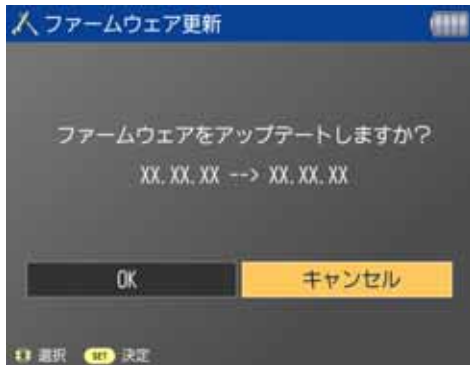 ファームウェア更新
ファームウェアをアップデートしますか?
XX.XX.XX --> XX.XX.XX
OK
キャンセル
選択 SET 決定